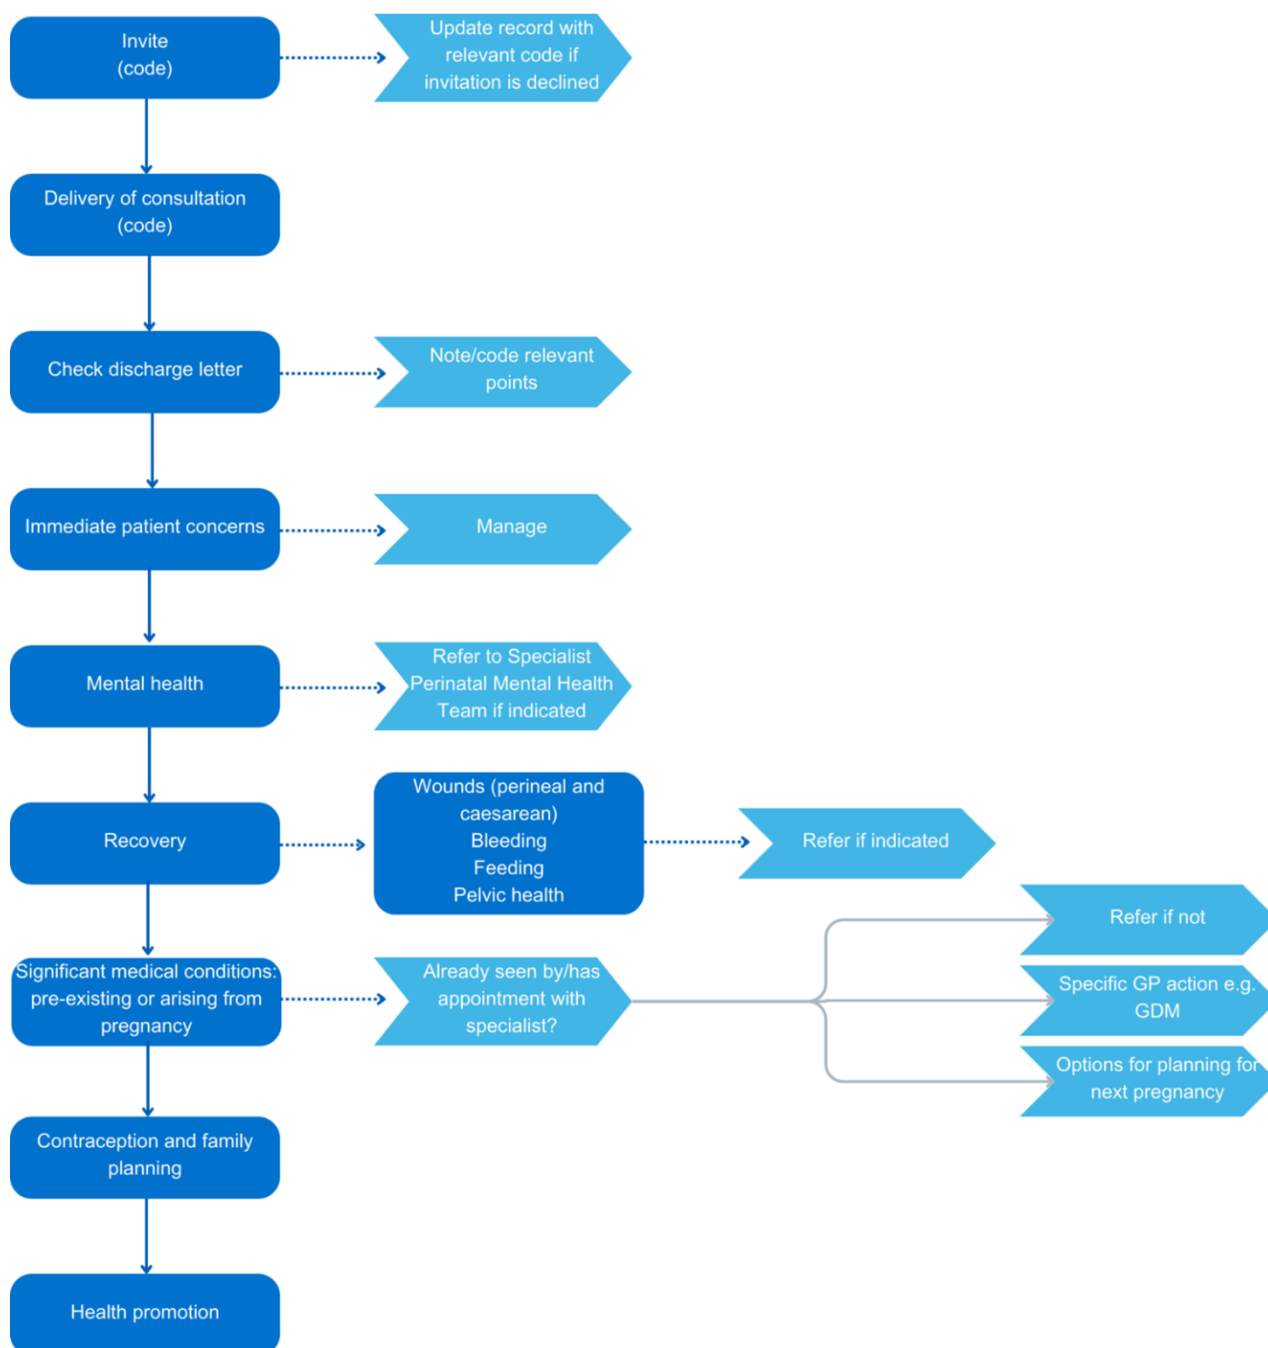 Invite
(code)
Update record with
relevant code if
invitation is declined
Delivery of consultation
(code)
Check discharge letter
Note/code relevant
points
Immediate patient concerns
Manage
Mental health
Refer to Specialist
Perinatal Mental Health
Team if indicated
Recovery
Wounds (perineal and
caesarean)
Bleeding
Feeding
Pelvic health
Refer if indicated
Significant medical conditions:
pre-existing or arising from
pregnancy
Already seen by/has
appointment with
specialist?
Refer if not
Specific GP action e.g.
GDM
Options for planning for
next pregnancy
Contraception and family
planning
Health promotion